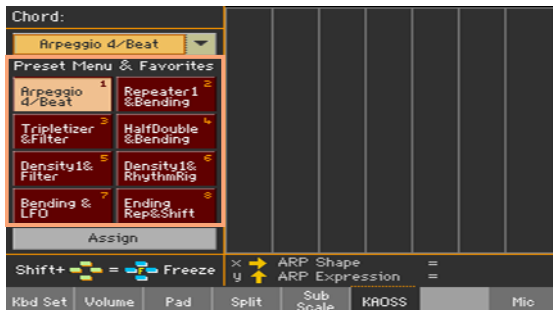 Chord:
Arpeggio 4/Beat
Preset Menu & Favorites
Arpeggio 4/Beat 1
Repeater1 &Bending 2
Tripletizer &Filter 3
HalfDouble &Bending 4
Density1& Filter 5
Density1& RhythmRig 6
Bending & LFO 7
Ending Rep&Shift 8
Assign
Shift+ = F Freeze
x ARP Shape =
y ARP Expression =
Kbd Set Volume Pad Split Sub Scale KAOSS Mic